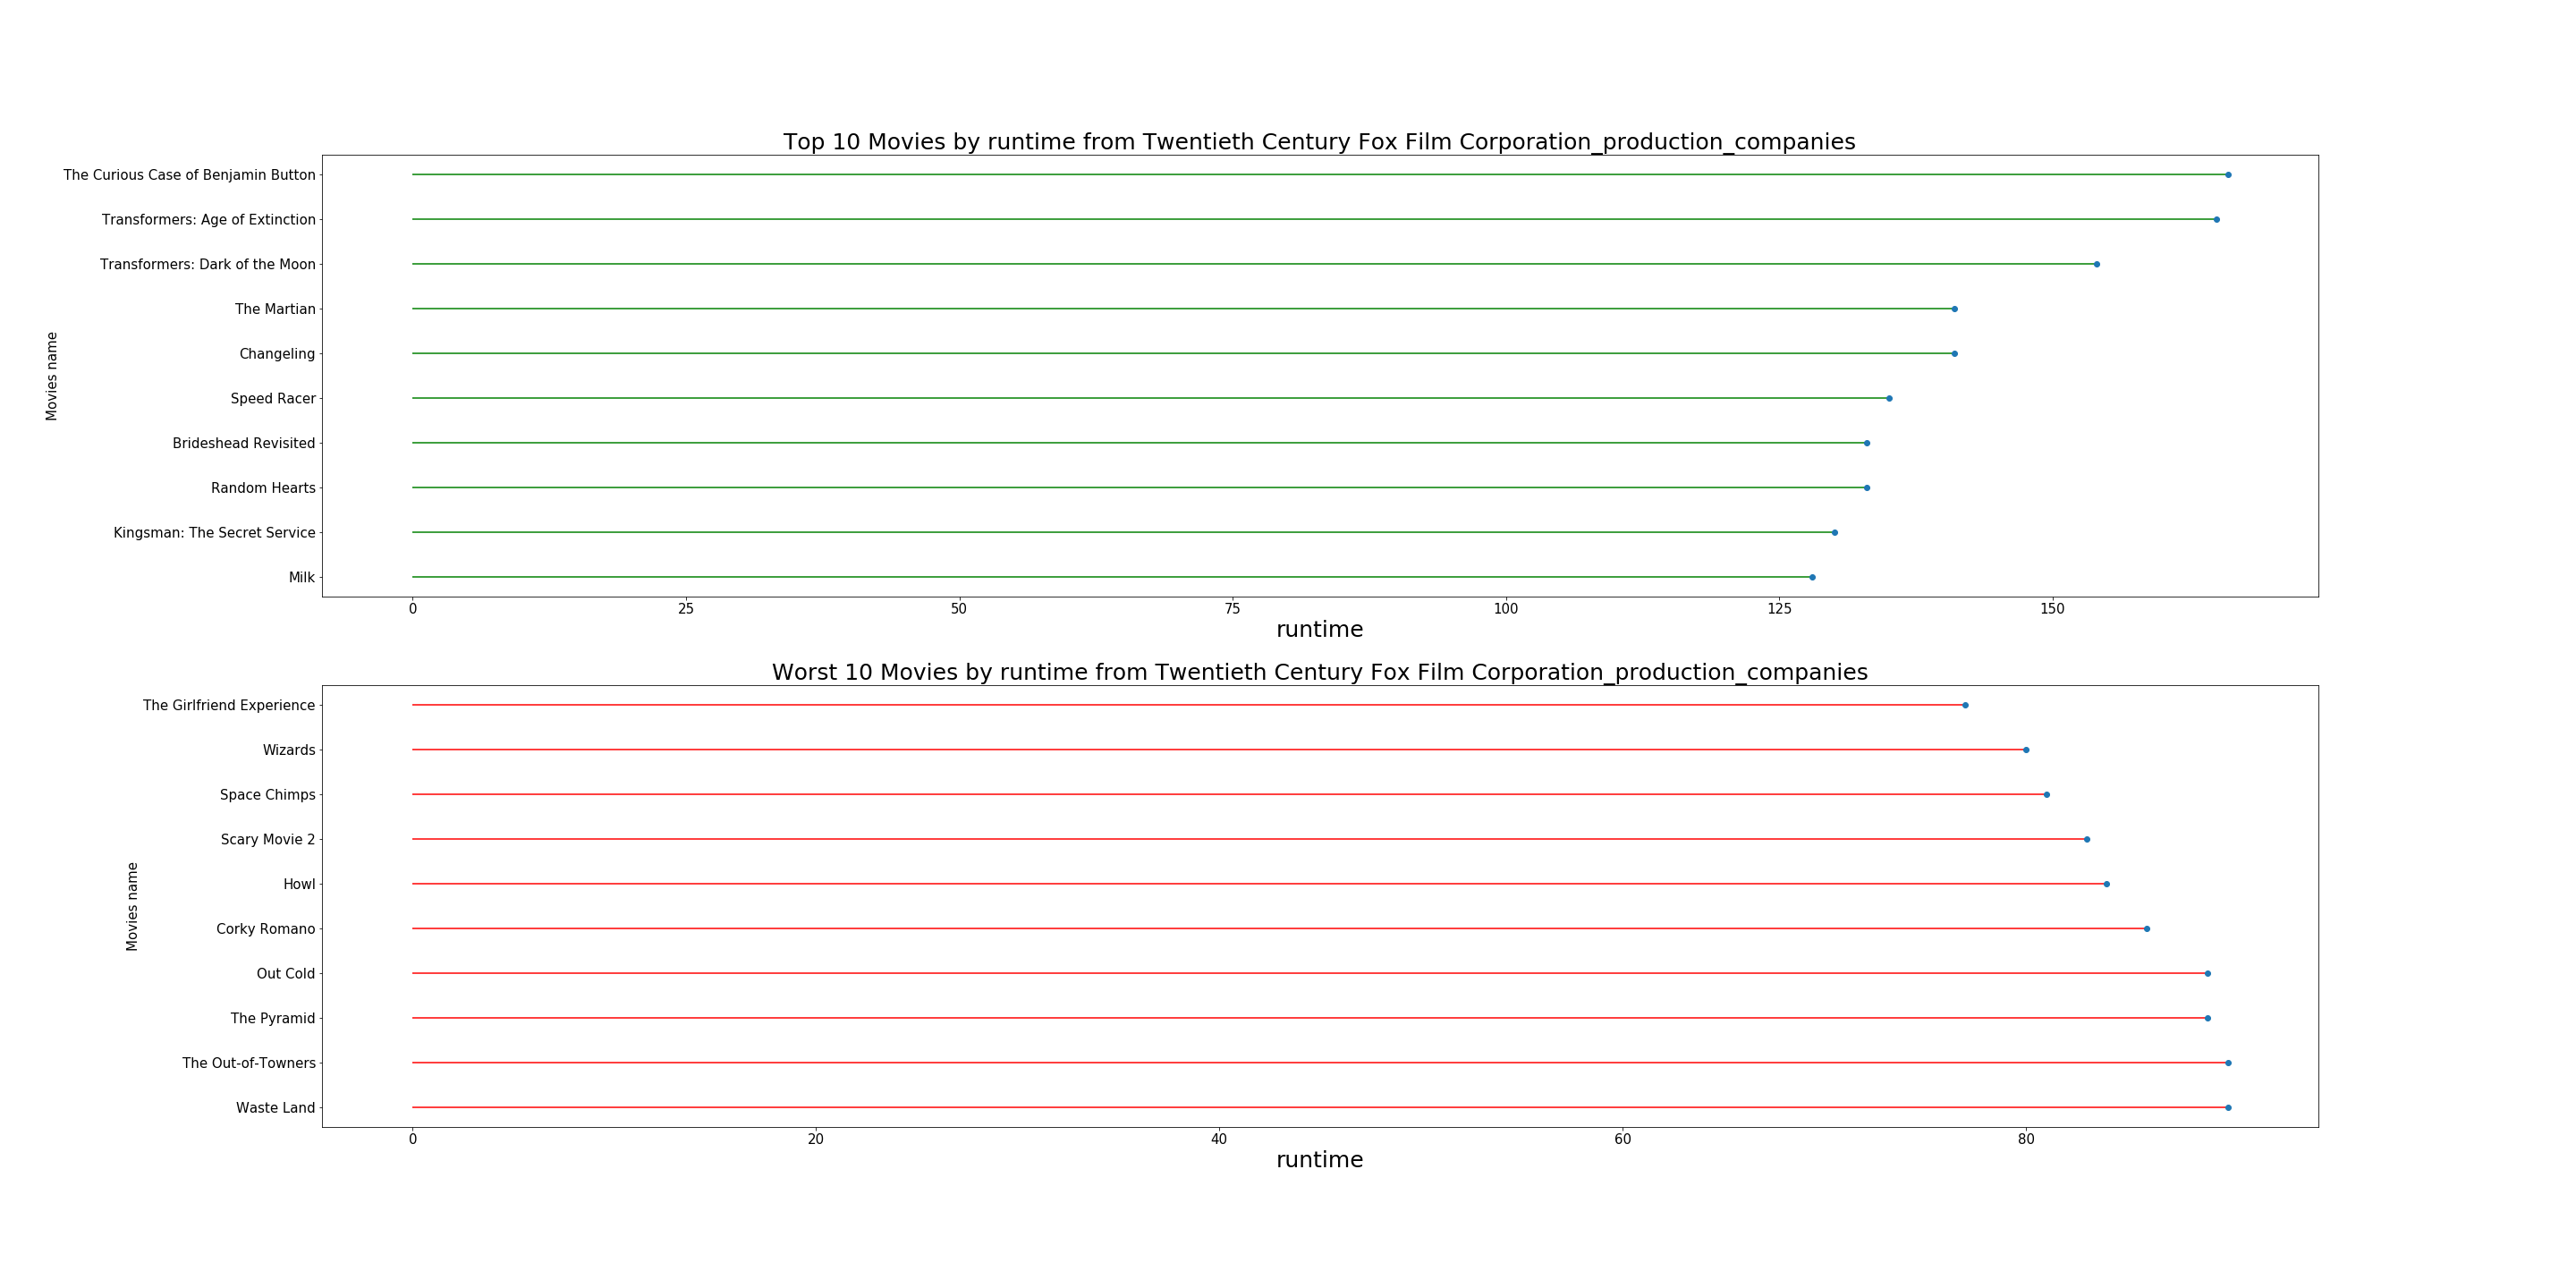 Top 10 Movies by runtime from Twentieth Century Fox Film Corporation_production_companies
Movies name
The Curious Case of Benjamin Button
Transformers: Age of Extinction
Transformers: Dark of the Moon
The Martian
Changeling
Speed Racer
Brideshead Revisited
Random Hearts
Kingsman: The Secret Service
Milk
0 25 50 75 100 125 150
runtime
Worst 10 Movies by runtime from Twentieth Century Fox Film Corporation_production_companies
Movies name
The Girlfriend Experience
Wizards
Space Chimps
Scary Movie 2
Howl
Corky Romano
Out Cold
The Pyramid
The Out-of-Towners
Waste Land
0 20 40 60 80
runtime